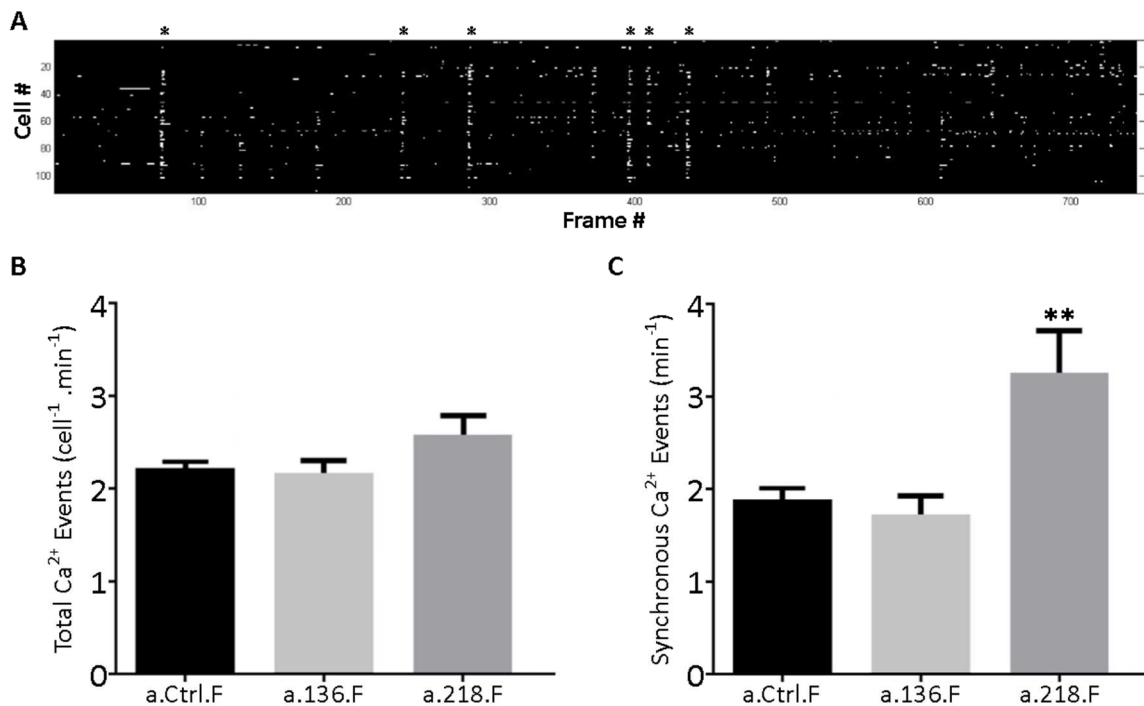 A
* * * * * *
Cell #
20
40
60
80
100
100 200 300 400 500 600 700
Frame #
B
Total Ca²⁺ Events (cell⁻¹ .min⁻¹)
4
3
2
1
0
a.Ctrl.F a.136.F a.218.F
C
Synchronous Ca²⁺ Events (min⁻¹)
4
3
2
1
0
**
a.Ctrl.F a.136.F a.218.F